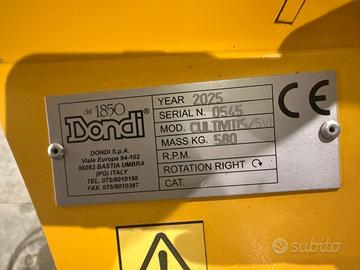 dal 1850
Dondi
DONDI S.p.A.
Viale Europa 94-102
06083 BASTIA UMBRA
(PG) ITALY
TEL. 075/8010198
FAX. 075/8010387
YEAR 2025
SERIAL N. 0545
MOD.
MASS KG. 580
R.P.M.
ROTATION RIGHT
CAT.
CE
subito